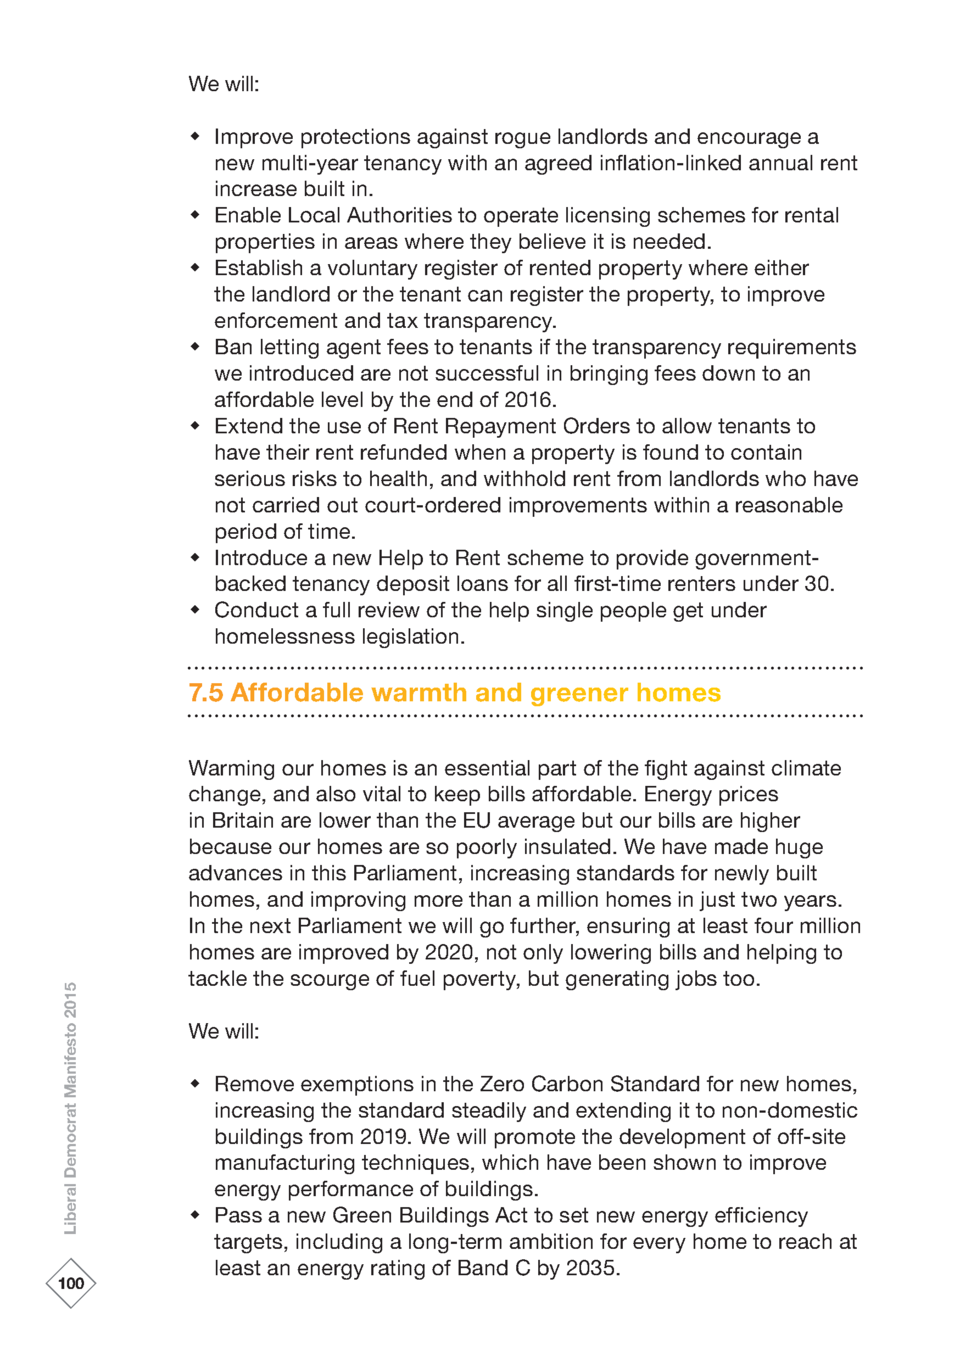 We will:
◆ Improve protections against rogue landlords and encourage a
new multi-year tenancy with an agreed inflation-linked annual rent
increase built in.
◆ Enable Local Authorities to operate licensing schemes for rental
properties in areas where they believe it is needed.
◆ Establish a voluntary register of rented property where either
the landlord or the tenant can register the property, to improve
enforcement and tax transparency.
◆ Ban letting agent fees to tenants if the transparency requirements
we introduced are not successful in bringing fees down to an
affordable level by the end of 2016.
◆ Extend the use of Rent Repayment Orders to allow tenants to
have their rent refunded when a property is found to contain
serious risks to health, and withhold rent from landlords who have
not carried out court-ordered improvements within a reasonable
period of time.
◆ Introduce a new Help to Rent scheme to provide government-
backed tenancy deposit loans for all first-time renters under 30.
◆ Conduct a full review of the help single people get under
homelessness legislation.
7.5 Affordable warmth and greener homes
Warming our homes is an essential part of the fight against climate
change, and also vital to keep bills affordable. Energy prices
in Britain are lower than the EU average but our bills are higher
because our homes are so poorly insulated. We have made huge
advances in this Parliament, increasing standards for newly built
homes, and improving more than a million homes in just two years.
In the next Parliament we will go further, ensuring at least four million
homes are improved by 2020, not only lowering bills and helping to
tackle the scourge of fuel poverty, but generating jobs too.
We will:
◆ Remove exemptions in the Zero Carbon Standard for new homes,
increasing the standard steadily and extending it to non-domestic
buildings from 2019. We will promote the development of off-site
manufacturing techniques, which have been shown to improve
energy performance of buildings.
◆ Pass a new Green Buildings Act to set new energy efficiency
targets, including a long-term ambition for every home to reach at
least an energy rating of Band C by 2035.
Liberal Democrat Manifesto 2015
100